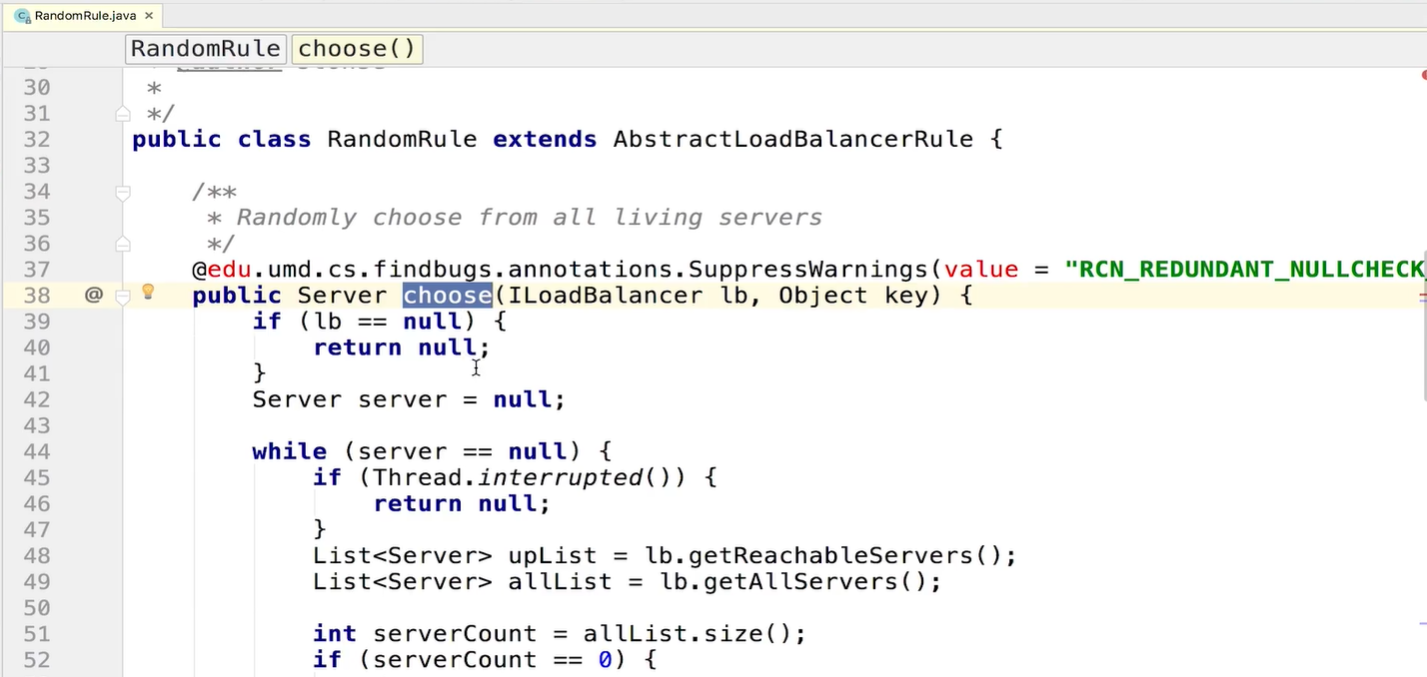 RandomRule.java ×
RandomRule choose()
30 *
31 */
32 public class RandomRule extends AbstractLoadBalancerRule {
33
34 /**
35 * Randomly choose from all living servers
36 */
37 @edu.umd.cs.findbugs.annotations.SuppressWarnings(value = "RCN_REDUNDANT_NULLCHECK
38 @ public Server choose(ILoadBalancer lb, Object key) {
39 if (lb == null) {
40 return null;
41 }
42 Server server = null;
43
44 while (server == null) {
45 if (Thread.interrupted()) {
46 return null;
47 }
48 List<Server> upList = lb.getReachableServers();
49 List<Server> allList = lb.getAllServers();
50
51 int serverCount = allList.size();
52 if (serverCount == 0) {